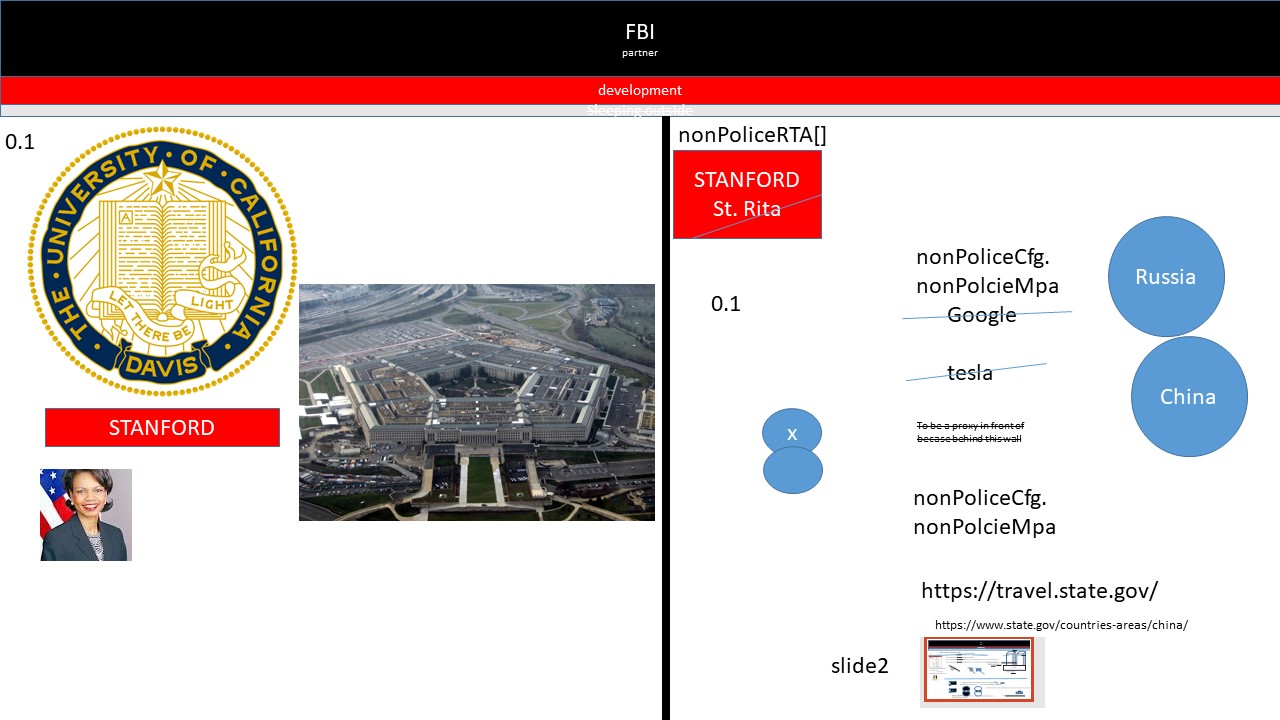 FBI
partner
development
Sleeping outside
0.1
THE · UNIVERSITY · OF · CALIFORNIA ·
A
LET THERE BE LIGHT
DAVIS
STANFORD
nonPoliceRTA[]
STANFORD
St. Rita
0.1
nonPoliceCfg.
nonPolcieMpa
Google
tesla
Russia
China
x
To be a proxy in front of
becase behind this wall
nonPoliceCfg.
nonPolcieMpa
https://travel.state.gov/
https://www.state.gov/countries-areas/china/
slide2